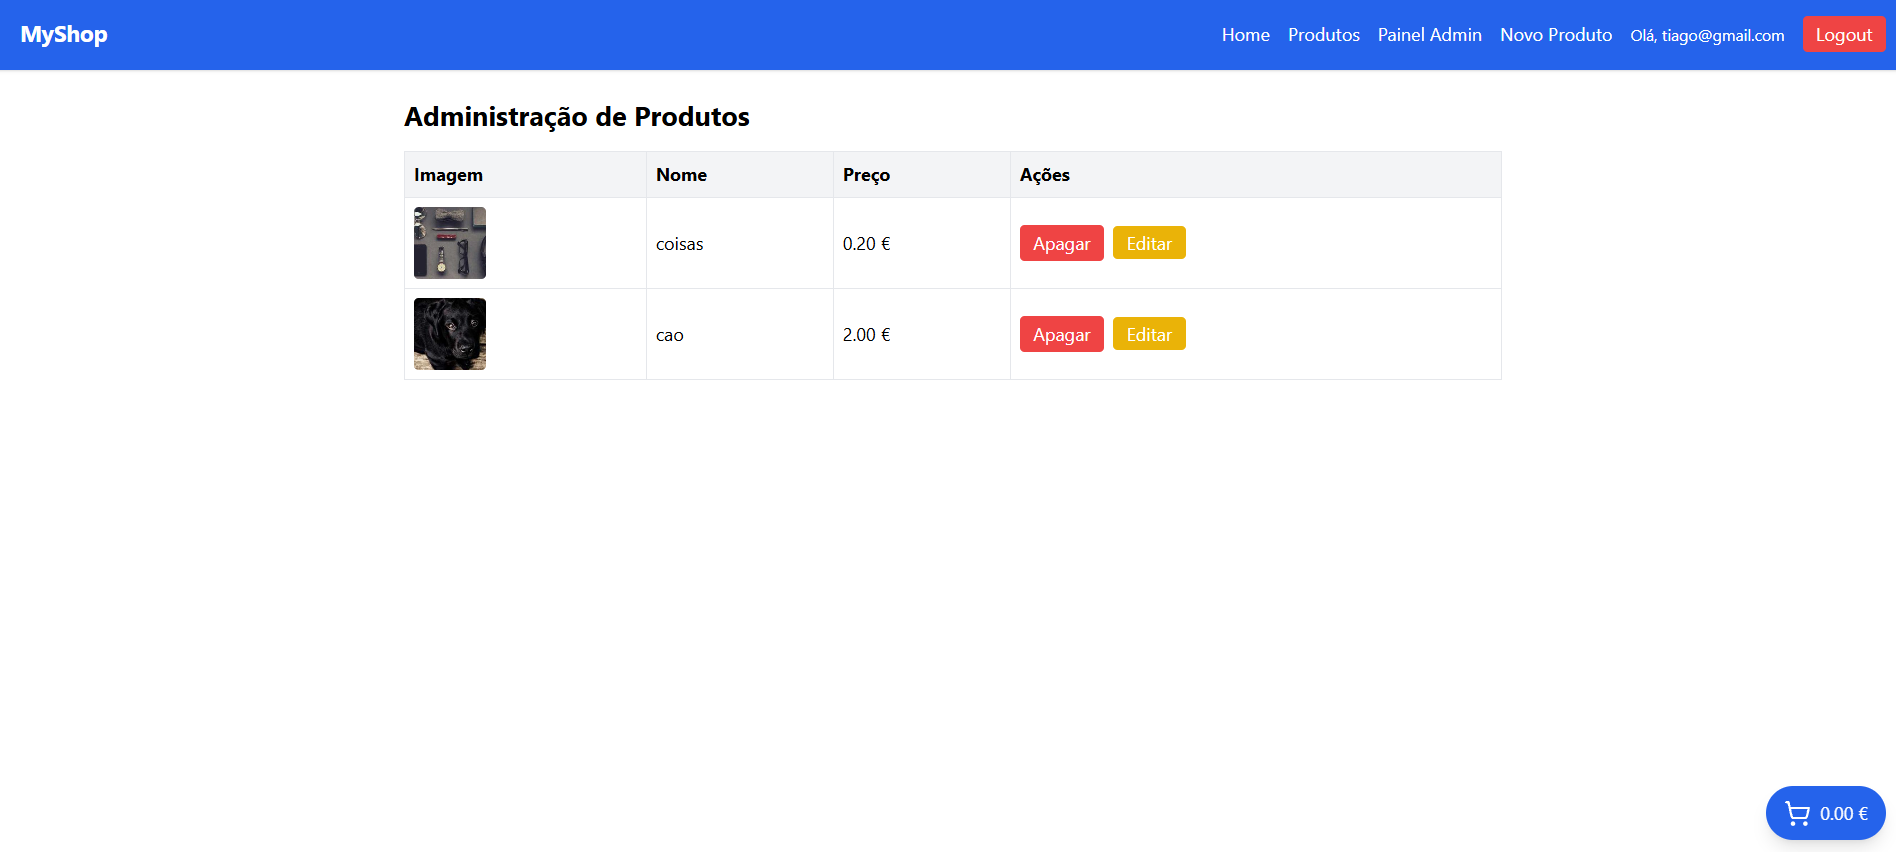 MyShop
Home Produtos Painel Admin Novo Produto Olá, tiago@gmail.com Logout
Administração de Produtos
Imagem Nome Preço Ações
coisas 0.20 € Apagar Editar
cao 2.00 € Apagar Editar
0.00 €